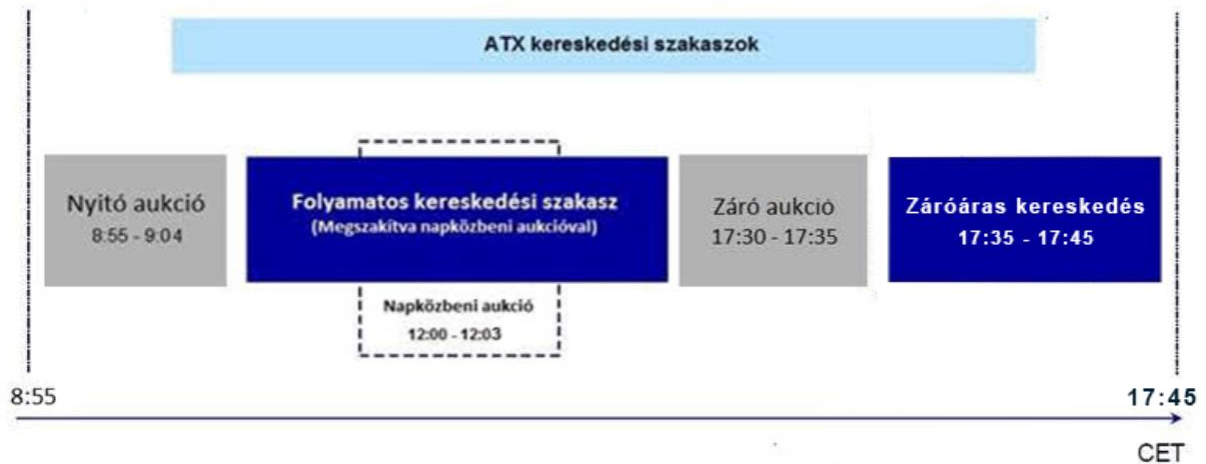 ATX kereskedési szakaszok
Nyitó aukció
8:55 - 9:04
Folyamatos kereskedési szakasz
(Megszakítva napközbeni aukcióval)
Napközbeni aukció
12:00 - 12:03
Záró aukció
17:30 - 17:35
Záróáras kereskedés
17:35 - 17:45
8:55
17:45
CET